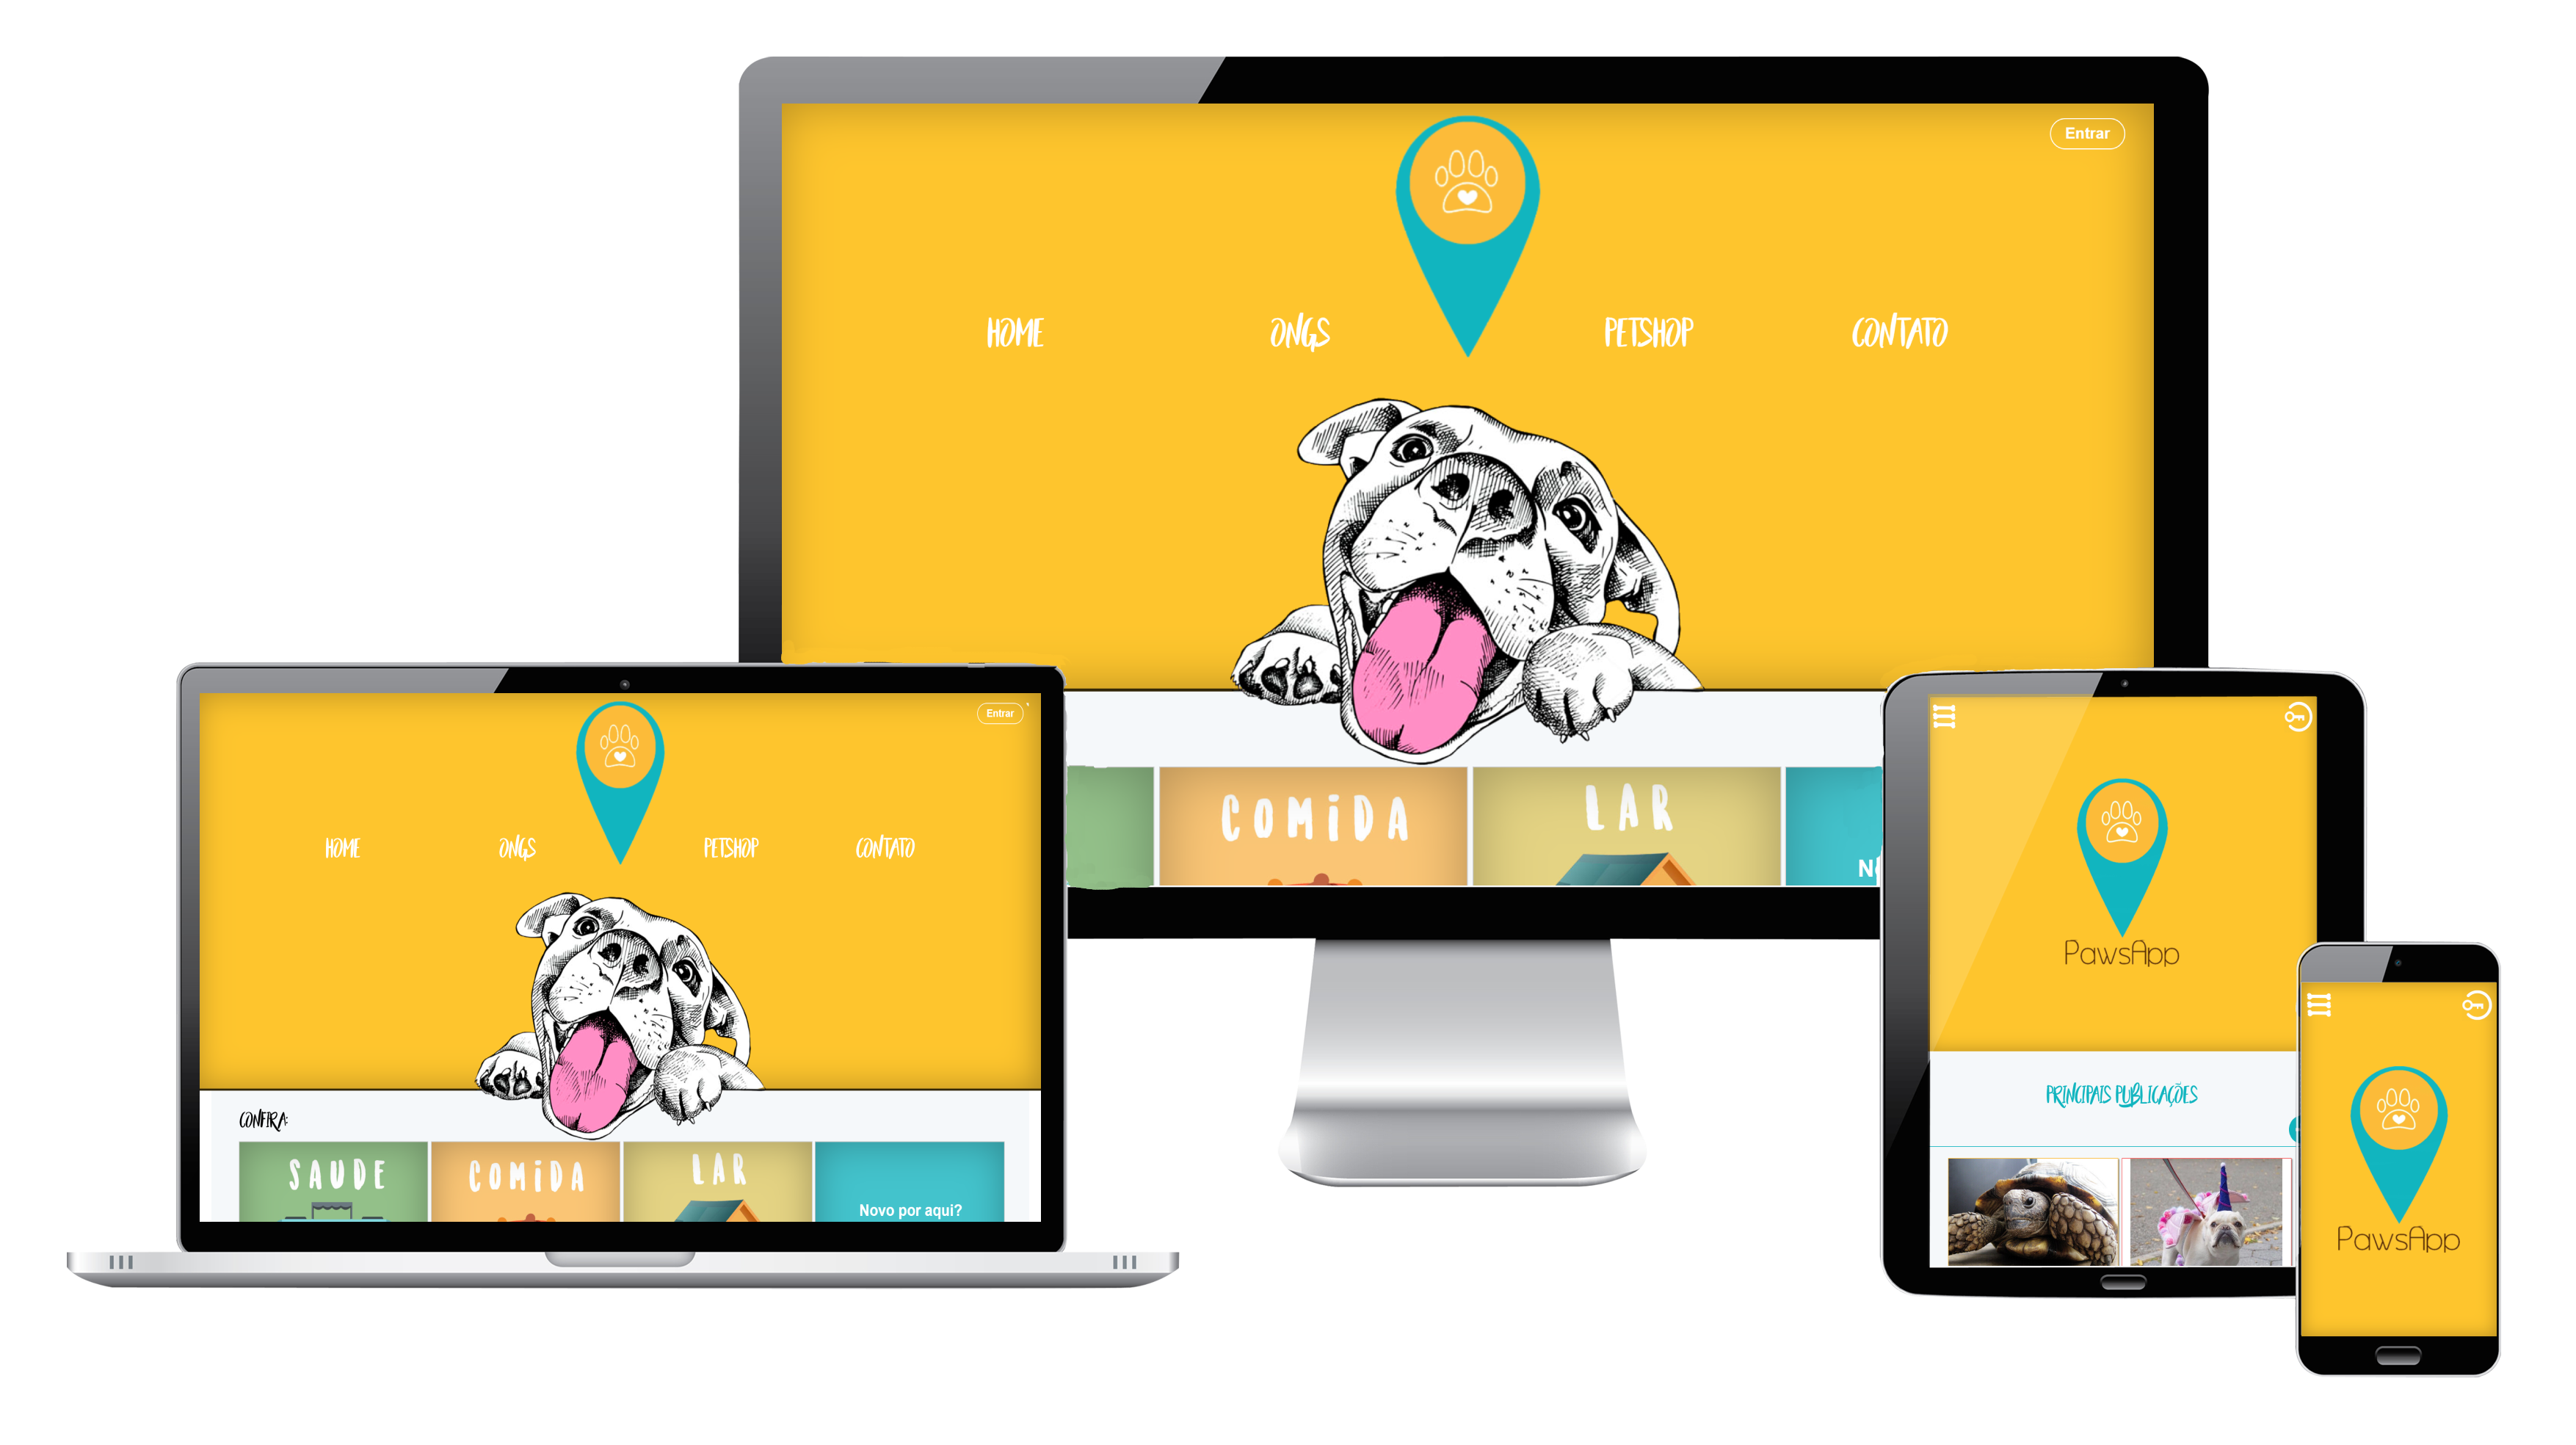 Entrar
HOME
ONGS
PETSHOP
CONTATO
COMiDA
LAR
Entrar
HOME
ONGS
PETSHOP
CONTATO
CONFIRA:
SAUDE
COMiDA
LAR
Novo por aqui?
PawsApp
PRINCIPAIS PUBLICAÇÕES
PawsApp